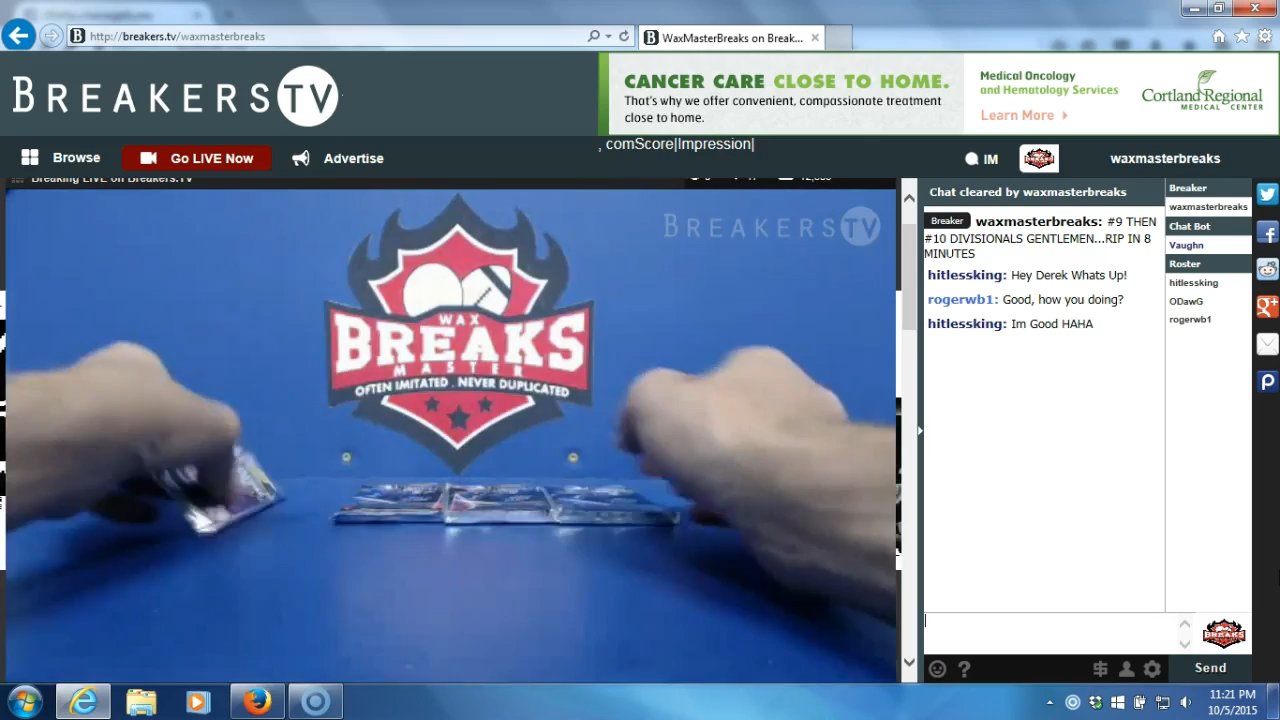 http://breakers.tv/waxmasterbreaks
WaxMasterBreaks on Break...
BREAKERSTV
CANCER CARE CLOSE TO HOME.
That's why we offer convenient, compassionate treatment
close to home.
Medical Oncology
and Hematology Services
Learn More
Cortland Regional
MEDICAL CENTER
, comScore|Impression|
Browse
Go LIVE Now
Advertise
IM
waxmasterbreaks
Breaking LIVE on Breakers.TV
BREAKERSTV
WAX
BREAKS
MASTER
OFTEN IMITATED . NEVER DUPLICATED
Chat cleared by waxmasterbreaks
Breaker waxmasterbreaks: #9 THEN
#10 DIVISIONALS GENTLEMEN...RIP IN 8
MINUTES
hitlessking: Hey Derek Whats Up!
rogerwb1: Good, how you doing?
hitlessking: Im Good HAHA
Breaker
waxmasterbreaks
Chat Bot
Vaughn
Roster
hitlessking
ODawG
rogerwb1
BREAKS
Send
11:21 PM
10/5/2015